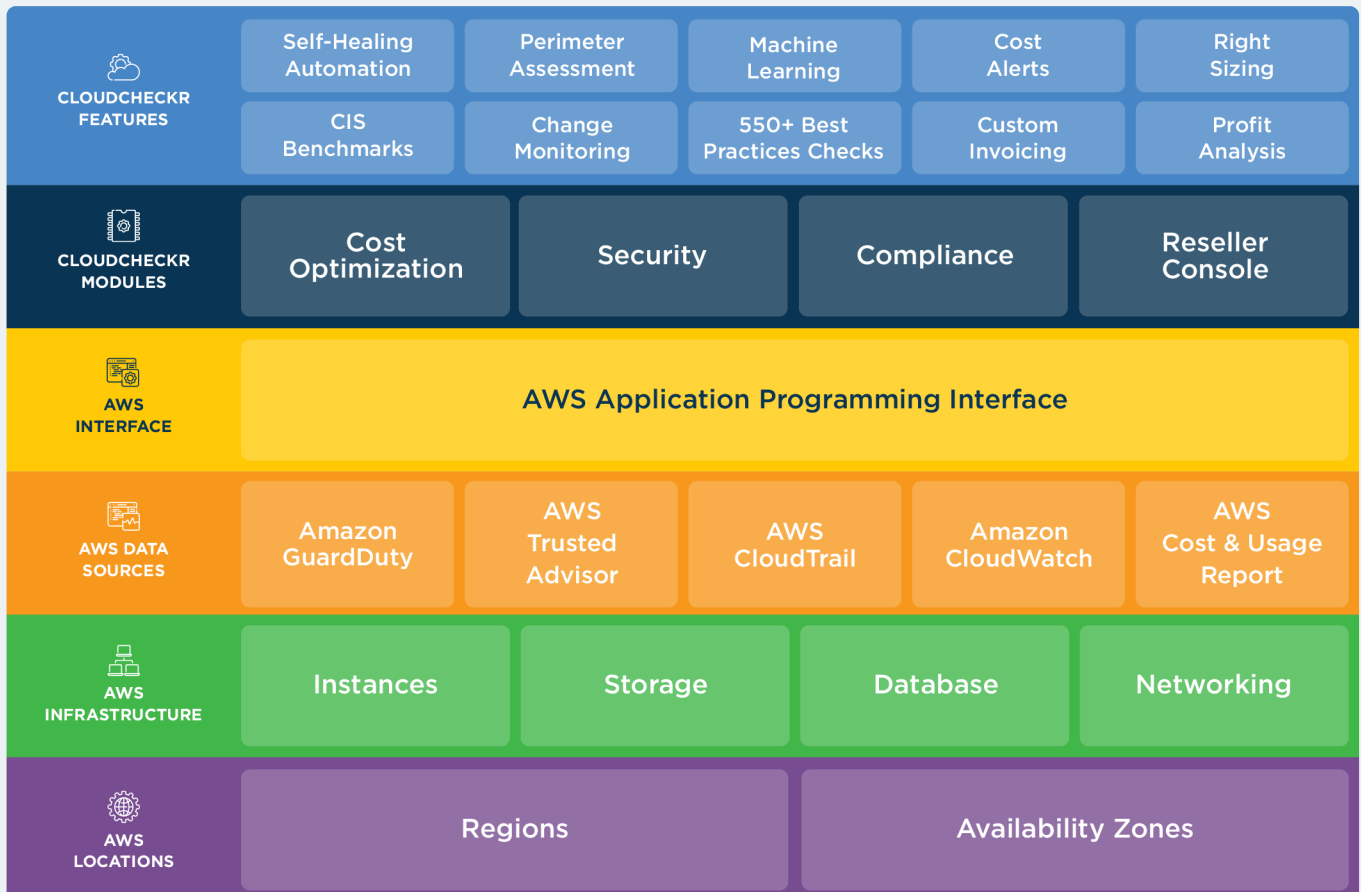 CLOUDCHECKR
FEATURES
Self-Healing
Automation
Perimeter
Assessment
Machine
Learning
Cost
Alerts
Right
Sizing
CIS
Benchmarks
Change
Monitoring
550+ Best
Practices Checks
Custom
Invoicing
Profit
Analysis
CLOUDCHECKR
MODULES
Cost
Optimization
Security
Compliance
Reseller
Console
AWS
INTERFACE
AWS Application Programming Interface
AWS DATA
SOURCES
Amazon
GuardDuty
AWS
Trusted
Advisor
AWS
CloudTrail
Amazon
CloudWatch
AWS
Cost & Usage
Report
AWS
INFRASTRUCTURE
Instances
Storage
Database
Networking
AWS
LOCATIONS
Regions
Availability Zones